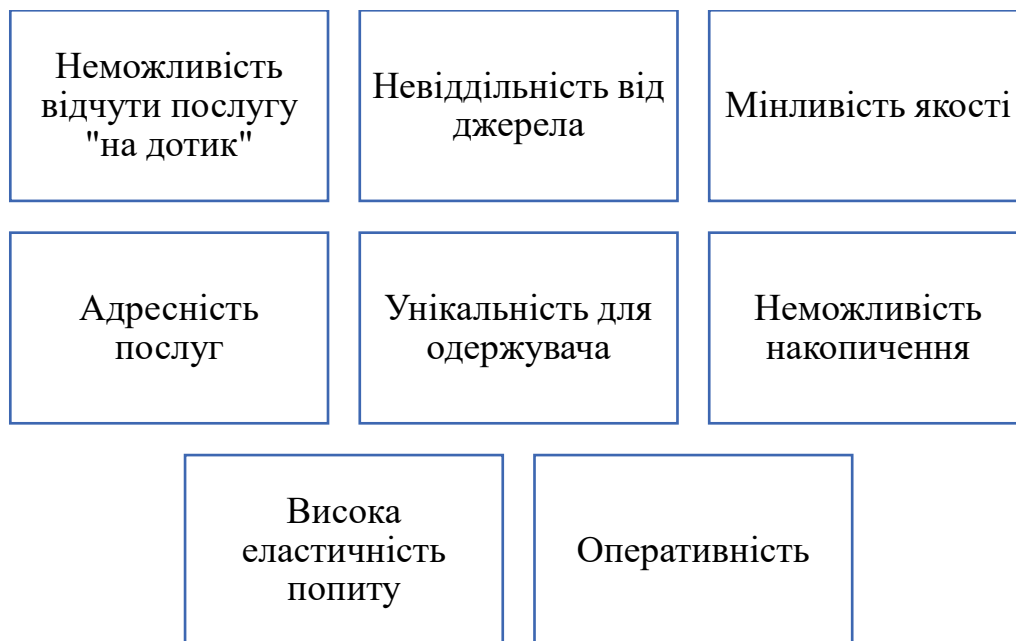 Неможливість
відчути послугу
"на дотик"
Невіддільність від
джерела
Мінливість якості
Адресність
послуг
Унікальність для
одержувача
Неможливість
накопичення
Висока
еластичність
попиту
Оперативність